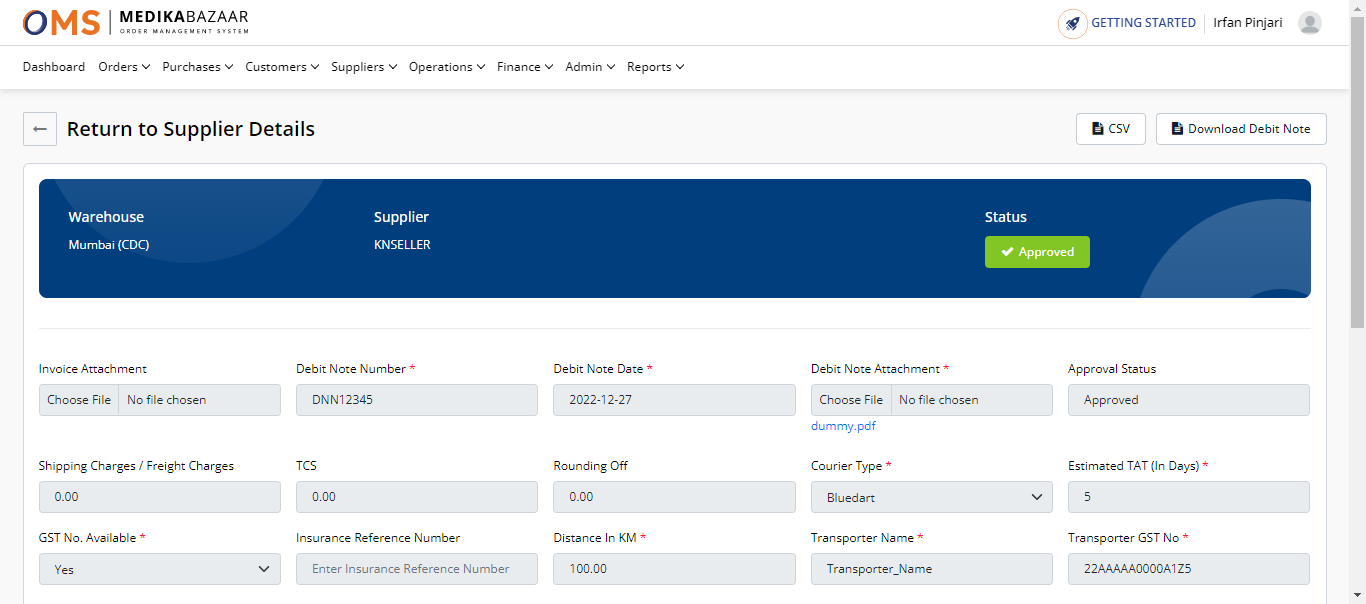 OMS MEDIKABAZAAR
ORDER MANAGEMENT SYSTEM
GETTING STARTED Irfan Pinjari
Dashboard Orders Purchases Customers Suppliers Operations Finance Admin Reports
Return to Supplier Details CSV Download Debit Note
Warehouse Supplier Status
Mumbai (CDC) KNSELLER Approved
Invoice Attachment Debit Note Number * Debit Note Date * Debit Note Attachment * Approval Status
Choose File No file chosen DNN12345 2022-12-27 Choose File No file chosen Approved
dummy.pdf
Shipping Charges / Freight Charges TCS Rounding Off Courier Type * Estimated TAT (In Days) *
0.00 0.00 0.00 Bluedart 5
GST No. Available * Insurance Reference Number Distance In KM * Transporter Name * Transporter GST No *
Yes Enter Insurance Reference Number 100.00 Transporter_Name 22AAAAA0000A1Z5